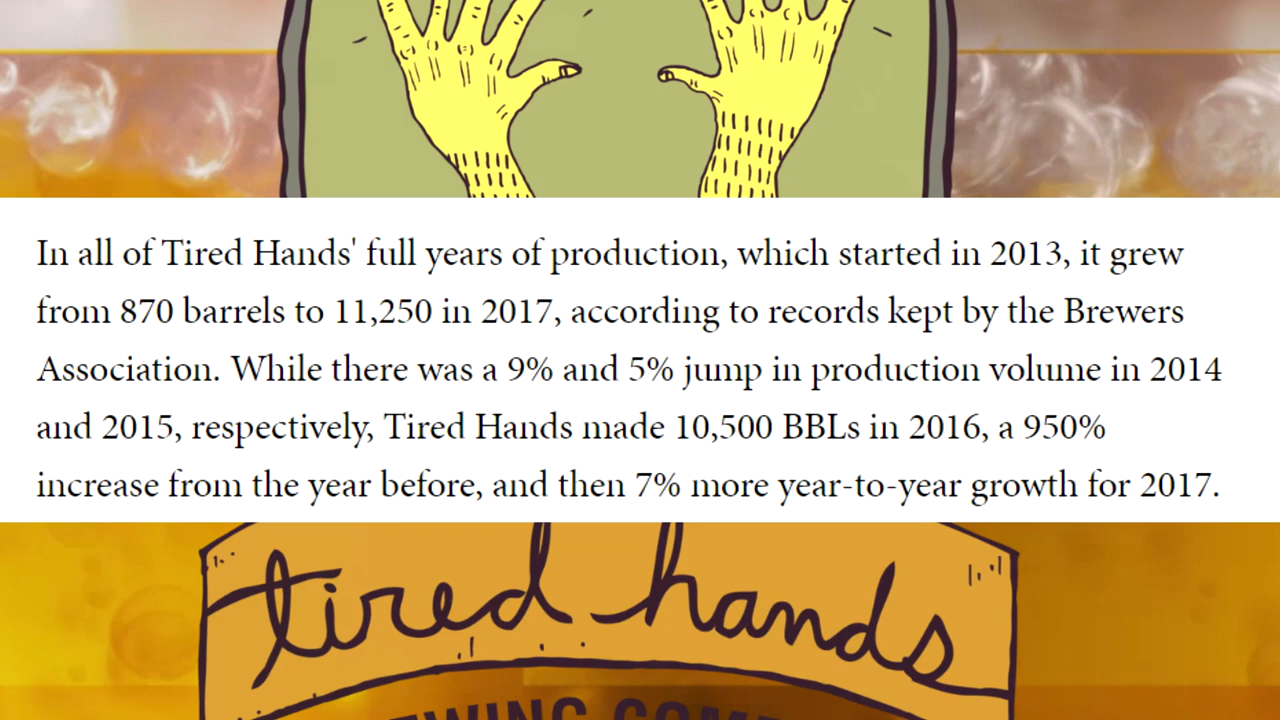 In all of Tired Hands' full years of production, which started in 2013, it grew
from 870 barrels to 11,250 in 2017, according to records kept by the Brewers
Association. While there was a 9% and 5% jump in production volume in 2014
and 2015, respectively, Tired Hands made 10,500 BBLs in 2016, a 950%
increase from the year before, and then 7% more year-to-year growth for 2017.
tired hands